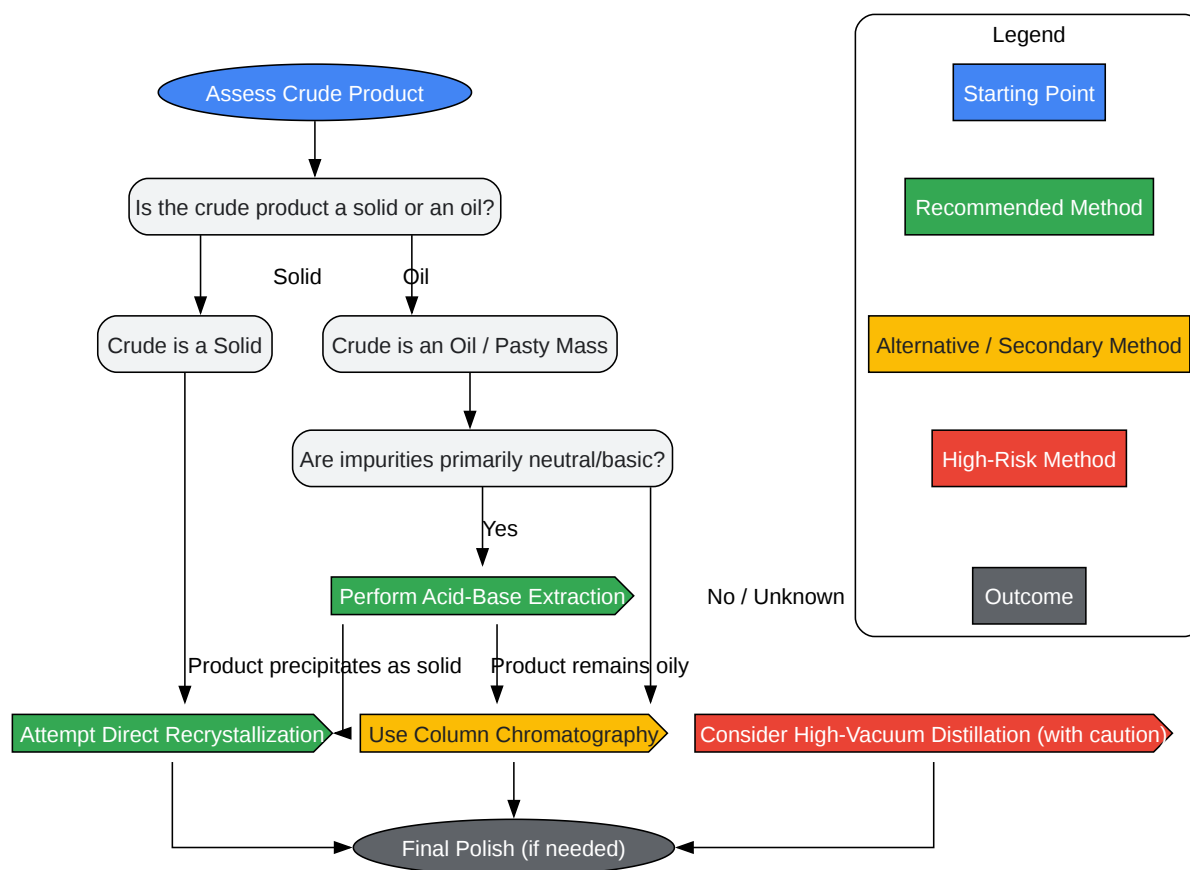 Legend
Assess Crude Product
Starting Point
Is the crude product a solid or an oil?
Recommended Method
Solid
Oil
Crude is a Solid
Crude is an Oil / Pasty Mass
Alternative / Secondary Method
Are impurities primarily neutral/basic?
High-Risk Method
Yes
Perform Acid-Base Extraction
No / Unknown
Outcome
Product precipitates as solid
Product remains oily
Attempt Direct Recrystallization
Use Column Chromatography
Consider High-Vacuum Distillation (with caution)
Final Polish (if needed)